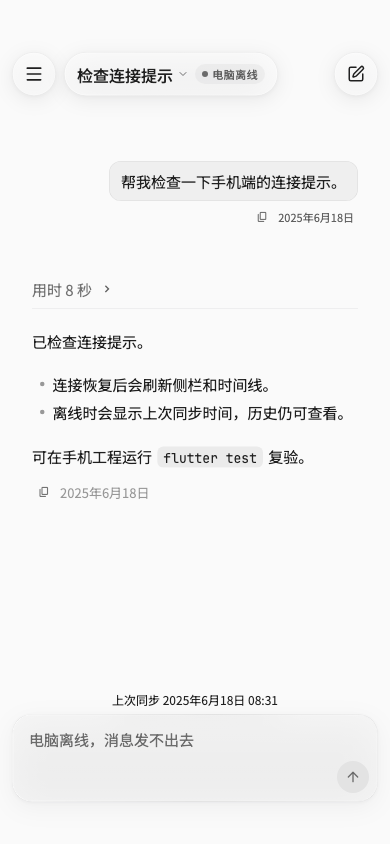 检查连接提示 电脑离线
帮我检查一下手机端的连接提示。
2025年6月18日
用时 8 秒
已检查连接提示。
连接恢复后会刷新侧栏和时间线。
离线时会显示上次同步时间，历史仍可查看。
可在手机工程运行 flutter test 复验。
2025年6月18日
上次同步 2025年6月18日 08:31
电脑离线，消息发不出去